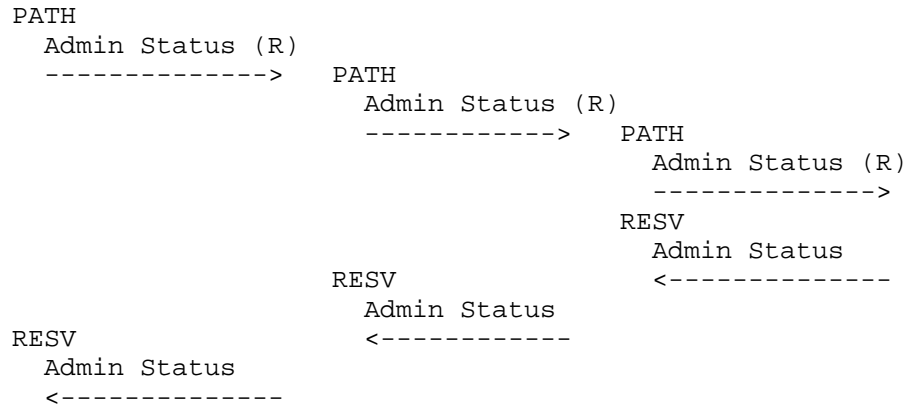 PATH
  Admin Status (R)
  -------------->   PATH
                      Admin Status (R)
                      ------------>   PATH
                                        Admin Status (R)
                                        -------------->
                                      RESV
                                        Admin Status
                    RESV                <--------------
                      Admin Status
RESV                  <------------
  Admin Status
  <--------------